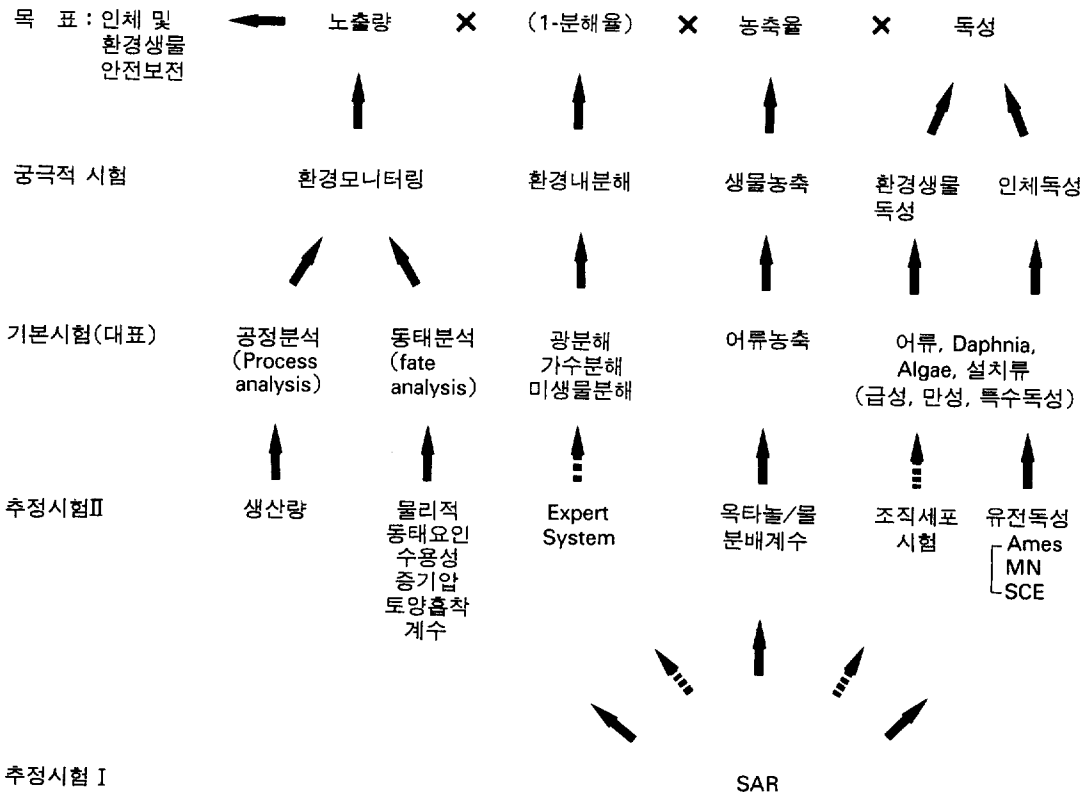 목 표 : 인체 및
환경생물
안전보전
노출량 × (1-분해율) × 농축율 × 독성
궁극적 시험
환경모니터링
환경내분해
생물농축
환경생물
독성
인체독성
기본시험(대표)
공정분석
(Process
analysis)
동태분석
(fate
analysis)
광분해
가수분해
미생물분해
어류농축
어류, Daphnia,
Algae, 설치류
(급성, 만성, 특수독성)
추정시험Ⅱ
생산량
물리적
동태요인
수용성
증기압
토양흡착
계수
Expert
System
옥타놀/물
분배계수
조직세포
시험
유전독성
Ames
MN
SCE
추정시험 Ⅰ
SAR